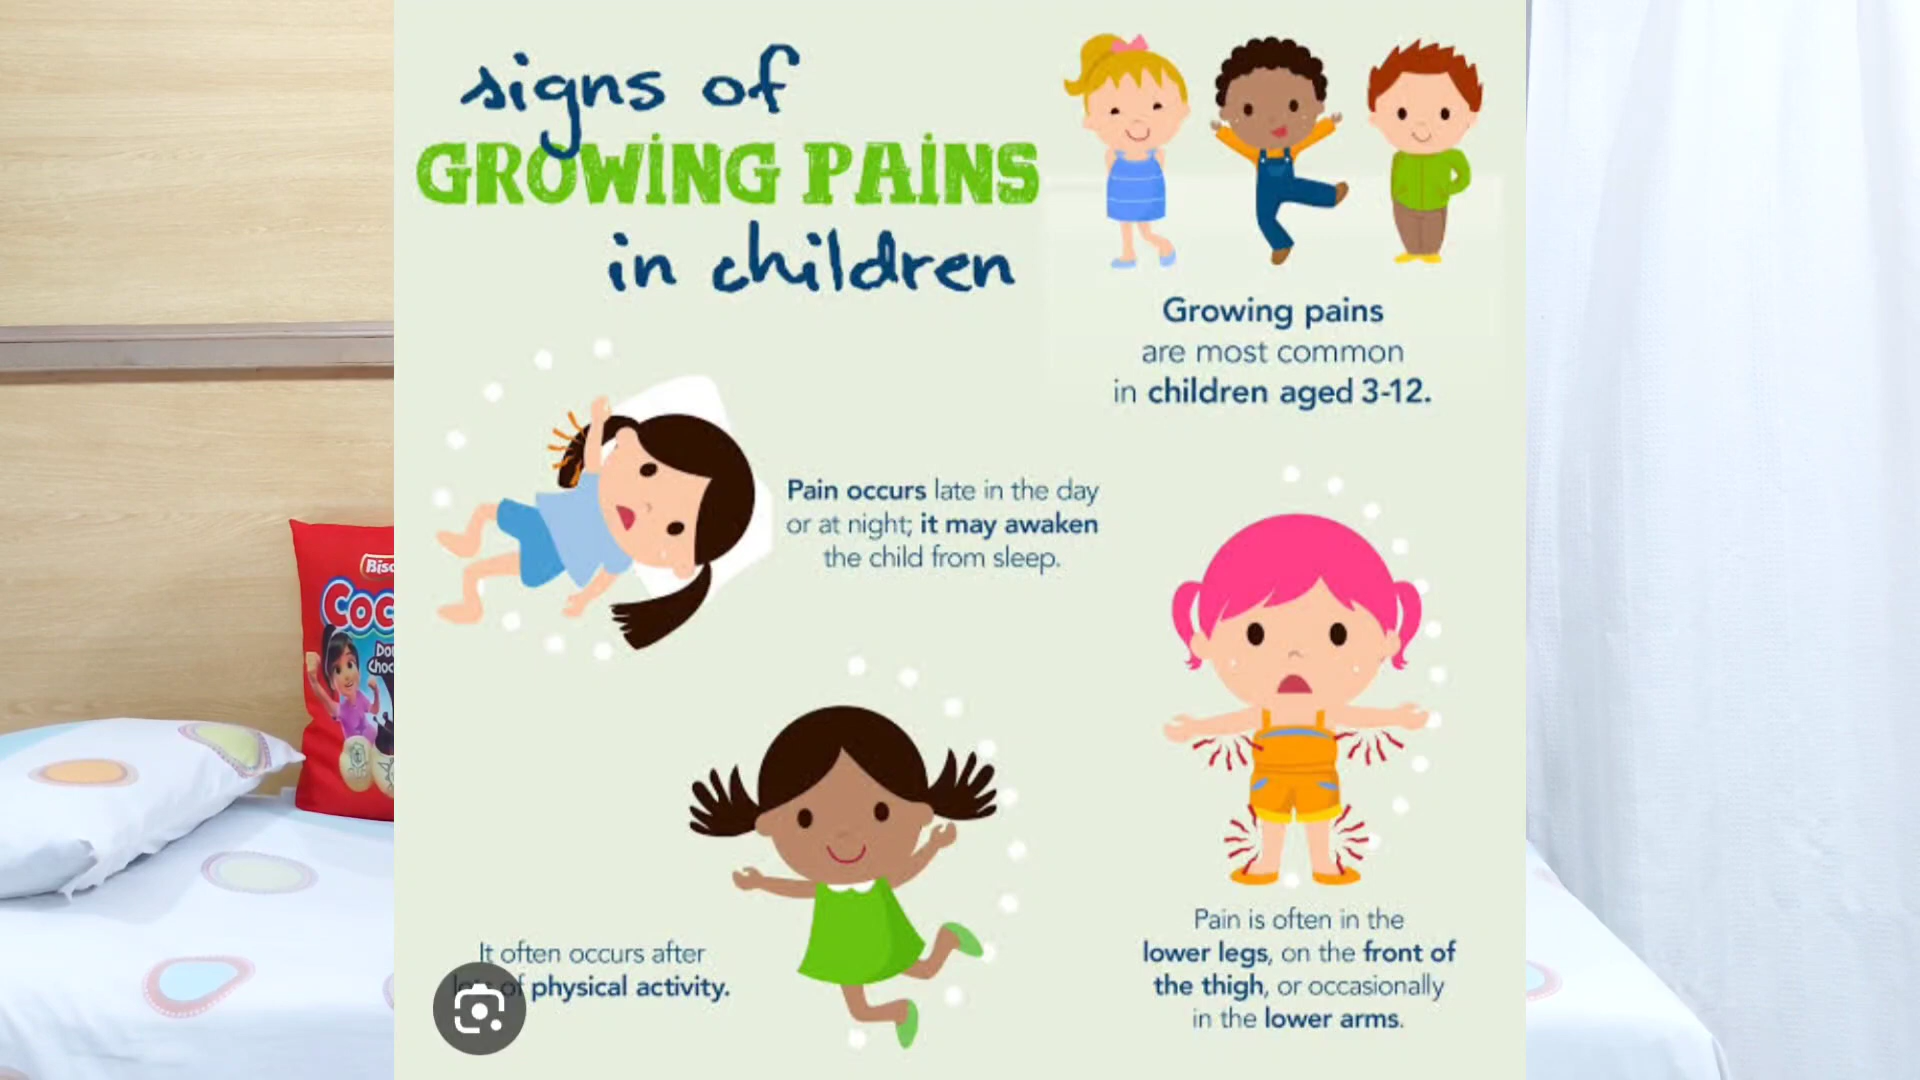 signs of
GROWING PAINS
in children
Growing pains
are most common
in children aged 3-12.
Pain occurs late in the day
or at night; it may awaken
the child from sleep.
It often occurs after
of physical activity.
Pain is often in the
lower legs, on the front of
the thigh, or occasionally
in the lower arms.